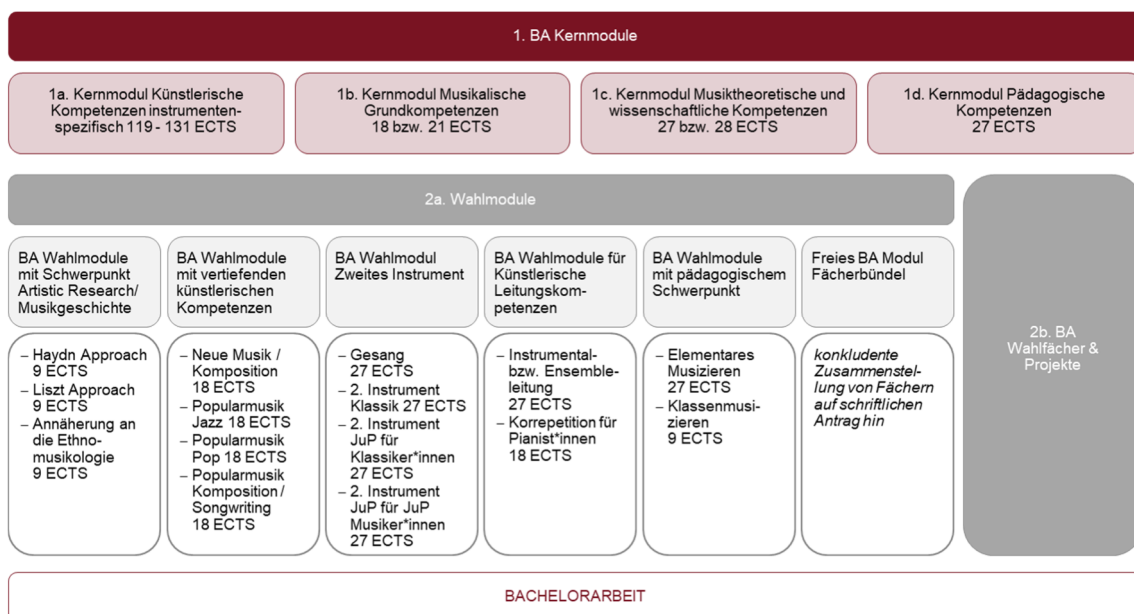 1. BA Kernmodule
1a. Kernmodul Künstlerische
Kompetenzen instrumenten-
spezifisch 119 - 131 ECTS
1b. Kernmodul Musikalische
Grundkompetenzen
18 bzw. 21 ECTS
1c. Kernmodul Musiktheoretische und
wissenschaftliche Kompetenzen
27 bzw. 28 ECTS
1d. Kernmodul Pädagogische
Kompetenzen
27 ECTS
2a. Wahlmodule
BA Wahlmodule
mit Schwerpunkt
Artistic Research/
Musikgeschichte
BA Wahlmodule
mit vertiefenden
künstlerischen
Kompetenzen
BA Wahlmodul
Zweites Instrument
BA Wahlmodule für
Künstlerische
Leitungskom-
petenzen
BA Wahlmodule
mit pädagogischem
Schwerpunkt
Freies BA Modul
Fächerbündel
– Haydn Approach
9 ECTS
– Liszt Approach
9 ECTS
– Annäherung an
die Ethno-
musikologie
9 ECTS
– Neue Musik /
Komposition
18 ECTS
– Popularmusik
Jazz 18 ECTS
– Popularmusik
Pop 18 ECTS
– Popularmusik
Komposition /
Songwriting
18 ECTS
– Gesang
27 ECTS
– 2. Instrument
Klassik 27 ECTS
– 2. Instrument
JuP für
Klassiker*innen
27 ECTS
– 2. Instrument
JuP für JuP
Musiker*innen
27 ECTS
– Instrumental-
bzw. Ensemble-
leitung
27 ECTS
– Korrepetition für
Pianist*innen
18 ECTS
– Elementares
Musizieren
27 ECTS
– Klassenmusi-
zieren
9 ECTS
konkludente
Zusammenstel-
lung von Fächern
auf schriftlichen
Antrag hin
2b. BA
Wahlfächer &
Projekte
BACHELORARBEIT